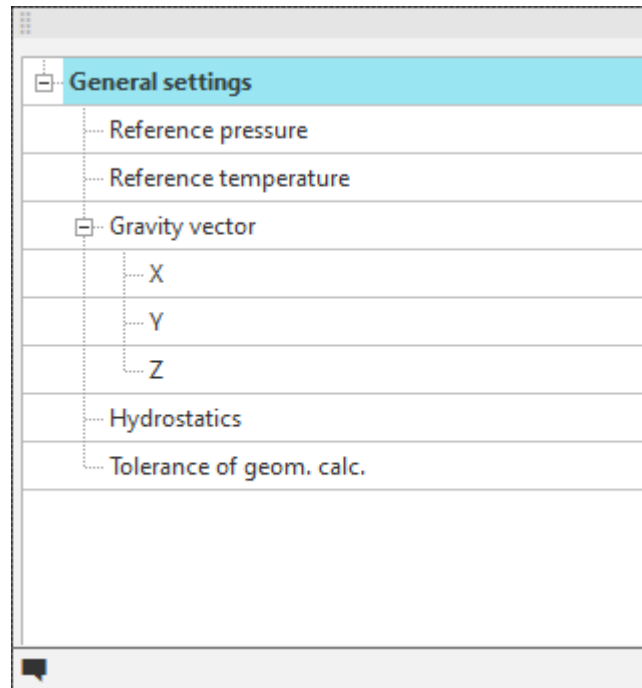 General settings
Reference pressure
Reference temperature
Gravity vector
X
Y
Z
Hydrostatics
Tolerance of geom. calc.